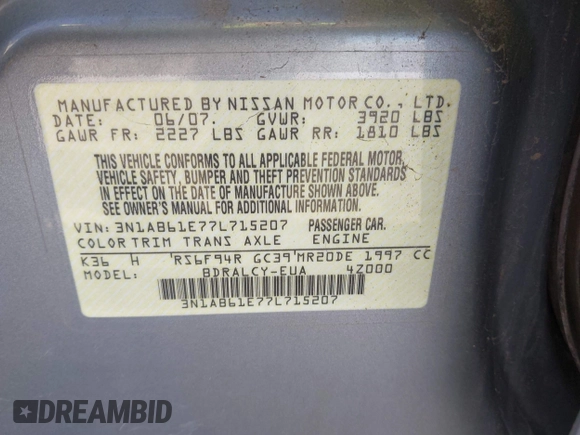 MANUFACTURED BY NISSAN MOTOR CO., LTD.
DATE: 06/07. GVWR: 3920 LBS
GAWR FR: 2227 LBS GAWR RR: 1810 LBS
THIS VEHICLE CONFORMS TO ALL APPLICABLE FEDERAL MOTOR,
VEHICLE SAFETY, BUMPER AND THEFT PREVENTION STANDARDS
IN EFFECT ON THE DATE OF MANUFACTURE SHOWN ABOVE.
SEE OWNER'S MANUAL FOR ADDITIONAL INFORMATION.
VIN: 3N1AB61E77L715207 PASSENGER CAR.
COLOR TRIM TRANS AXLE ENGINE
K36 H 'RS6F94R GC39'MR20DE 1997 CC
BDRALCY-EUA 4Z000
3N1AB61E77L715207
DREAMBID